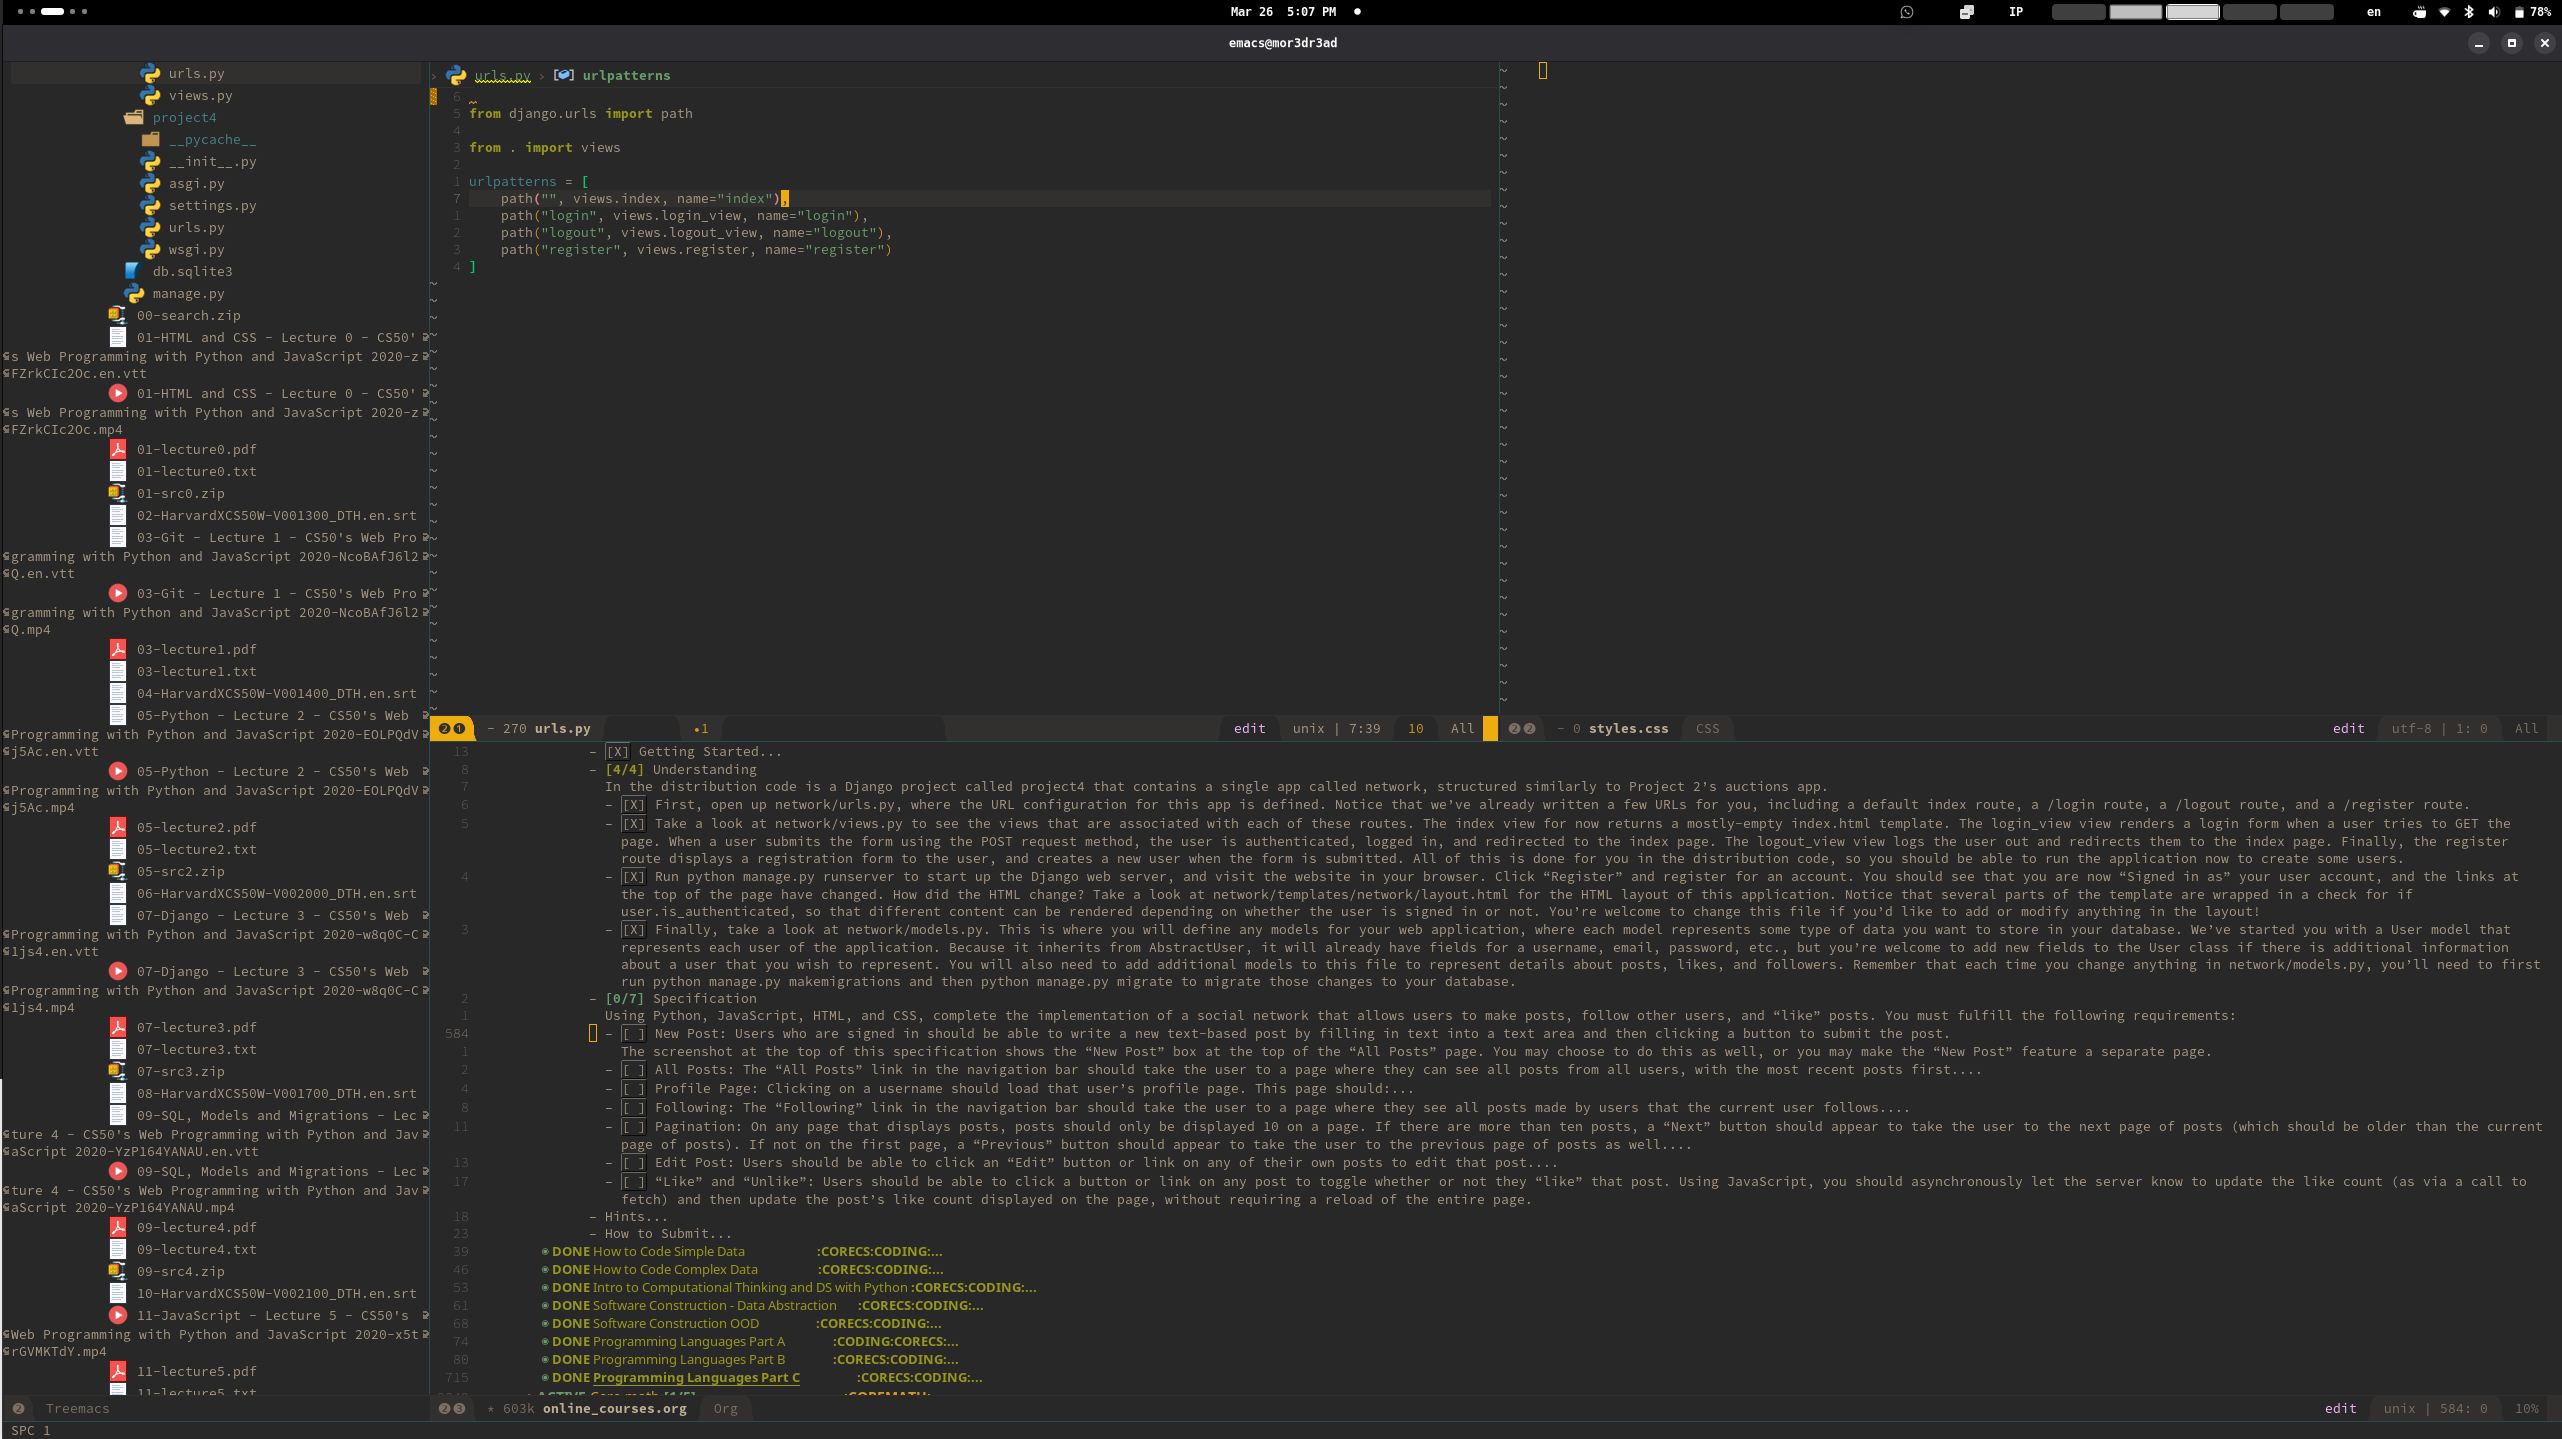 Mar 26 5:07 PM
IP
en
78%
emacs@mor3dr3ad
urls.py
views.py
project4
__pycache__
__init__.py
asgi.py
settings.py
urls.py
wsgi.py
db.sqlite3
manage.py
00-search.zip
01-HTML and CSS - Lecture 0 - CS50'
s Web Programming with Python and JavaScript 2020-z
FZrkCIc2Oc.en.vtt
01-HTML and CSS - Lecture 0 - CS50'
s Web Programming with Python and JavaScript 2020-z
FZrkCIc2Oc.mp4
01-lecture0.pdf
01-lecture0.txt
01-src0.zip
02-HarvardXCS50W-V001300_DTH.en.srt
03-Git - Lecture 1 - CS50's Web Pro
gramming with Python and JavaScript 2020-NcoBAfJ6l2
Q.en.vtt
03-Git - Lecture 1 - CS50's Web Pro
gramming with Python and JavaScript 2020-NcoBAfJ6l2
Q.mp4
03-lecture1.pdf
03-lecture1.txt
04-HarvardXCS50W-V001400_DTH.en.srt
05-Python - Lecture 2 - CS50's Web
Programming with Python and JavaScript 2020-EOLPQdV
j5Ac.en.vtt
05-Python - Lecture 2 - CS50's Web
Programming with Python and JavaScript 2020-EOLPQdV
j5Ac.mp4
05-lecture2.pdf
05-lecture2.txt
05-src2.zip
06-HarvardXCS50W-V002000_DTH.en.srt
07-Django - Lecture 3 - CS50's Web
Programming with Python and JavaScript 2020-w8q0C-C
1js4.en.vtt
07-Django - Lecture 3 - CS50's Web
Programming with Python and JavaScript 2020-w8q0C-C
1js4.mp4
07-lecture3.pdf
07-lecture3.txt
07-src3.zip
08-HarvardXCS50W-V001700_DTH.en.srt
09-SQL, Models and Migrations - Lec
ture 4 - CS50's Web Programming with Python and Jav
aScript 2020-YzP164YANAU.en.vtt
09-SQL, Models and Migrations - Lec
ture 4 - CS50's Web Programming with Python and Jav
aScript 2020-YzP164YANAU.mp4
09-lecture4.pdf
09-lecture4.txt
09-src4.zip
10-HarvardXCS50W-V002100_DTH.en.srt
11-JavaScript - Lecture 5 - CS50's
Web Programming with Python and JavaScript 2020-x5t
rGVMKTdY.mp4
11-lecture5.pdf
11-lecture5.txt
2 Treemacs
SPC 1
› urls.py › urlpatterns
6
5 from django.urls import path
4
3 from . import views
2
1 urlpatterns = [
7 path("", views.index, name="index"),
1 path("login", views.login_view, name="login"),
2 path("logout", views.logout_view, name="logout"),
3 path("register", views.register, name="register")
4 ]
2 1 - 270 urls.py •1 edit unix | 7:39 10 All
2 2 - 0 styles.css CSS edit utf-8 | 1: 0 All
13 - [X] Getting Started...
8 - [4/4] Understanding
7 In the distribution code is a Django project called project4 that contains a single app called network, structured similarly to Project 2’s auctions app.
6 - [X] First, open up network/urls.py, where the URL configuration for this app is defined. Notice that we’ve already written a few URLs for you, including a default index route, a /login route, a /logout route, and a /register route.
5 - [X] Take a look at network/views.py to see the views that are associated with each of these routes. The index view for now returns a mostly-empty index.html template. The login_view view renders a login form when a user tries to GET the
page. When a user submits the form using the POST request method, the user is authenticated, logged in, and redirected to the index page. The logout_view view logs the user out and redirects them to the index page. Finally, the register
route displays a registration form to the user, and creates a new user when the form is submitted. All of this is done for you in the distribution code, so you should be able to run the application now to create some users.
4 - [X] Run python manage.py runserver to start up the Django web server, and visit the website in your browser. Click “Register” and register for an account. You should see that you are now “Signed in as” your user account, and the links at
the top of the page have changed. How did the HTML change? Take a look at network/templates/network/layout.html for the HTML layout of this application. Notice that several parts of the template are wrapped in a check for if
user.is_authenticated, so that different content can be rendered depending on whether the user is signed in or not. You’re welcome to change this file if you’d like to add or modify anything in the layout!
3 - [X] Finally, take a look at network/models.py. This is where you will define any models for your web application, where each model represents some type of data you want to store in your database. We’ve started you with a User model that
represents each user of the application. Because it inherits from AbstractUser, it will already have fields for a username, email, password, etc., but you’re welcome to add new fields to the User class if there is additional information
about a user that you wish to represent. You will also need to add additional models to this file to represent details about posts, likes, and followers. Remember that each time you change anything in network/models.py, you’ll need to first
run python manage.py makemigrations and then python manage.py migrate to migrate those changes to your database.
2 - [0/7] Specification
1 Using Python, JavaScript, HTML, and CSS, complete the implementation of a social network that allows users to make posts, follow other users, and “like” posts. You must fulfill the following requirements:
584 - [ ] New Post: Users who are signed in should be able to write a new text-based post by filling in text into a text area and then clicking a button to submit the post.
1 The screenshot at the top of this specification shows the “New Post” box at the top of the “All Posts” page. You may choose to do this as well, or you may make the “New Post” feature a separate page.
2 - [ ] All Posts: The “All Posts” link in the navigation bar should take the user to a page where they can see all posts from all users, with the most recent posts first....
4 - [ ] Profile Page: Clicking on a username should load that user’s profile page. This page should:...
8 - [ ] Following: The “Following” link in the navigation bar should take the user to a page where they see all posts made by users that the current user follows....
11 - [ ] Pagination: On any page that displays posts, posts should only be displayed 10 on a page. If there are more than ten posts, a “Next” button should appear to take the user to the next page of posts (which should be older than the current
page of posts). If not on the first page, a “Previous” button should appear to take the user to the previous page of posts as well....
13 - [ ] Edit Post: Users should be able to click an “Edit” button or link on any of their own posts to edit that post....
17 - [ ] “Like” and “Unlike”: Users should be able to click a button or link on any post to toggle whether or not they “like” that post. Using JavaScript, you should asynchronously let the server know to update the like count (as via a call to
fetch) and then update the post’s like count displayed on the page, without requiring a reload of the entire page.
18 - Hints...
23 - How to Submit...
39 DONE How to Code Simple Data :CORECS:CODING:...
46 DONE How to Code Complex Data :CORECS:CODING:...
53 DONE Intro to Computational Thinking and DS with Python :CORECS:CODING:...
61 DONE Software Construction - Data Abstraction :CORECS:CODING:...
68 DONE Software Construction OOD :CORECS:CODING:...
74 DONE Programming Languages Part A :CODING:CORECS:...
80 DONE Programming Languages Part B :CORECS:CODING:...
715 DONE Programming Languages Part C :CORECS:CODING:...
ACTIVE Core math [1/5] :COREMATH:
2 3 * 603k online_courses.org Org edit unix | 584: 0 10%